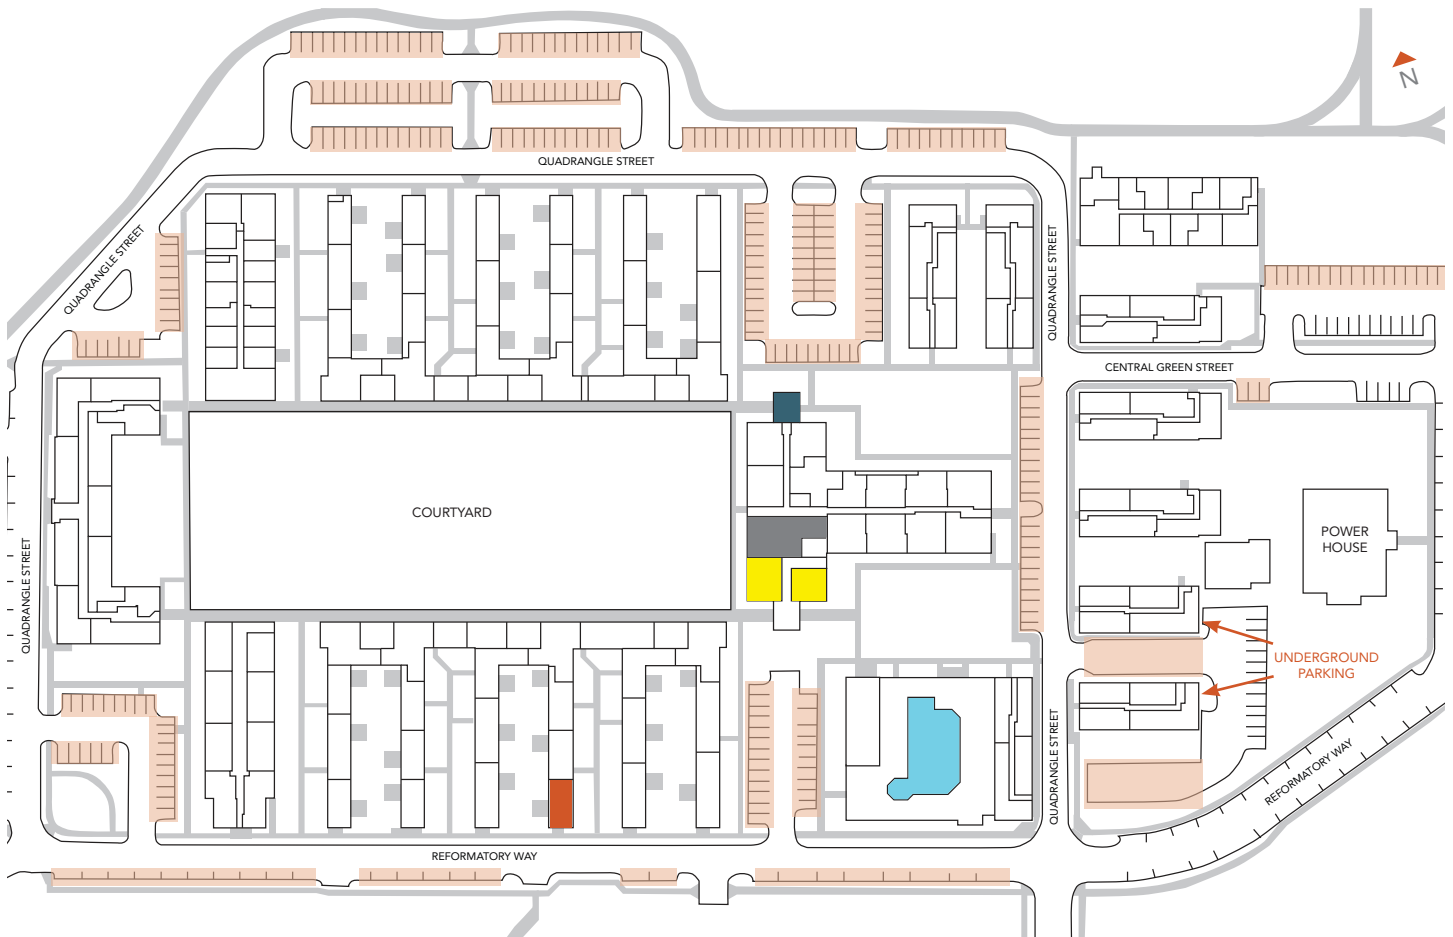 N
QUADRANGLE STREET
QUADRANGLE STREET
QUADRANGLE STREET
CENTRAL GREEN STREET
COURTYARD
POWER
HOUSE
QUADRANGLE STREET
UNDERGROUND
PARKING
QUADRANGLE STREET
REFORMATORY WAY
REFORMATORY WAY